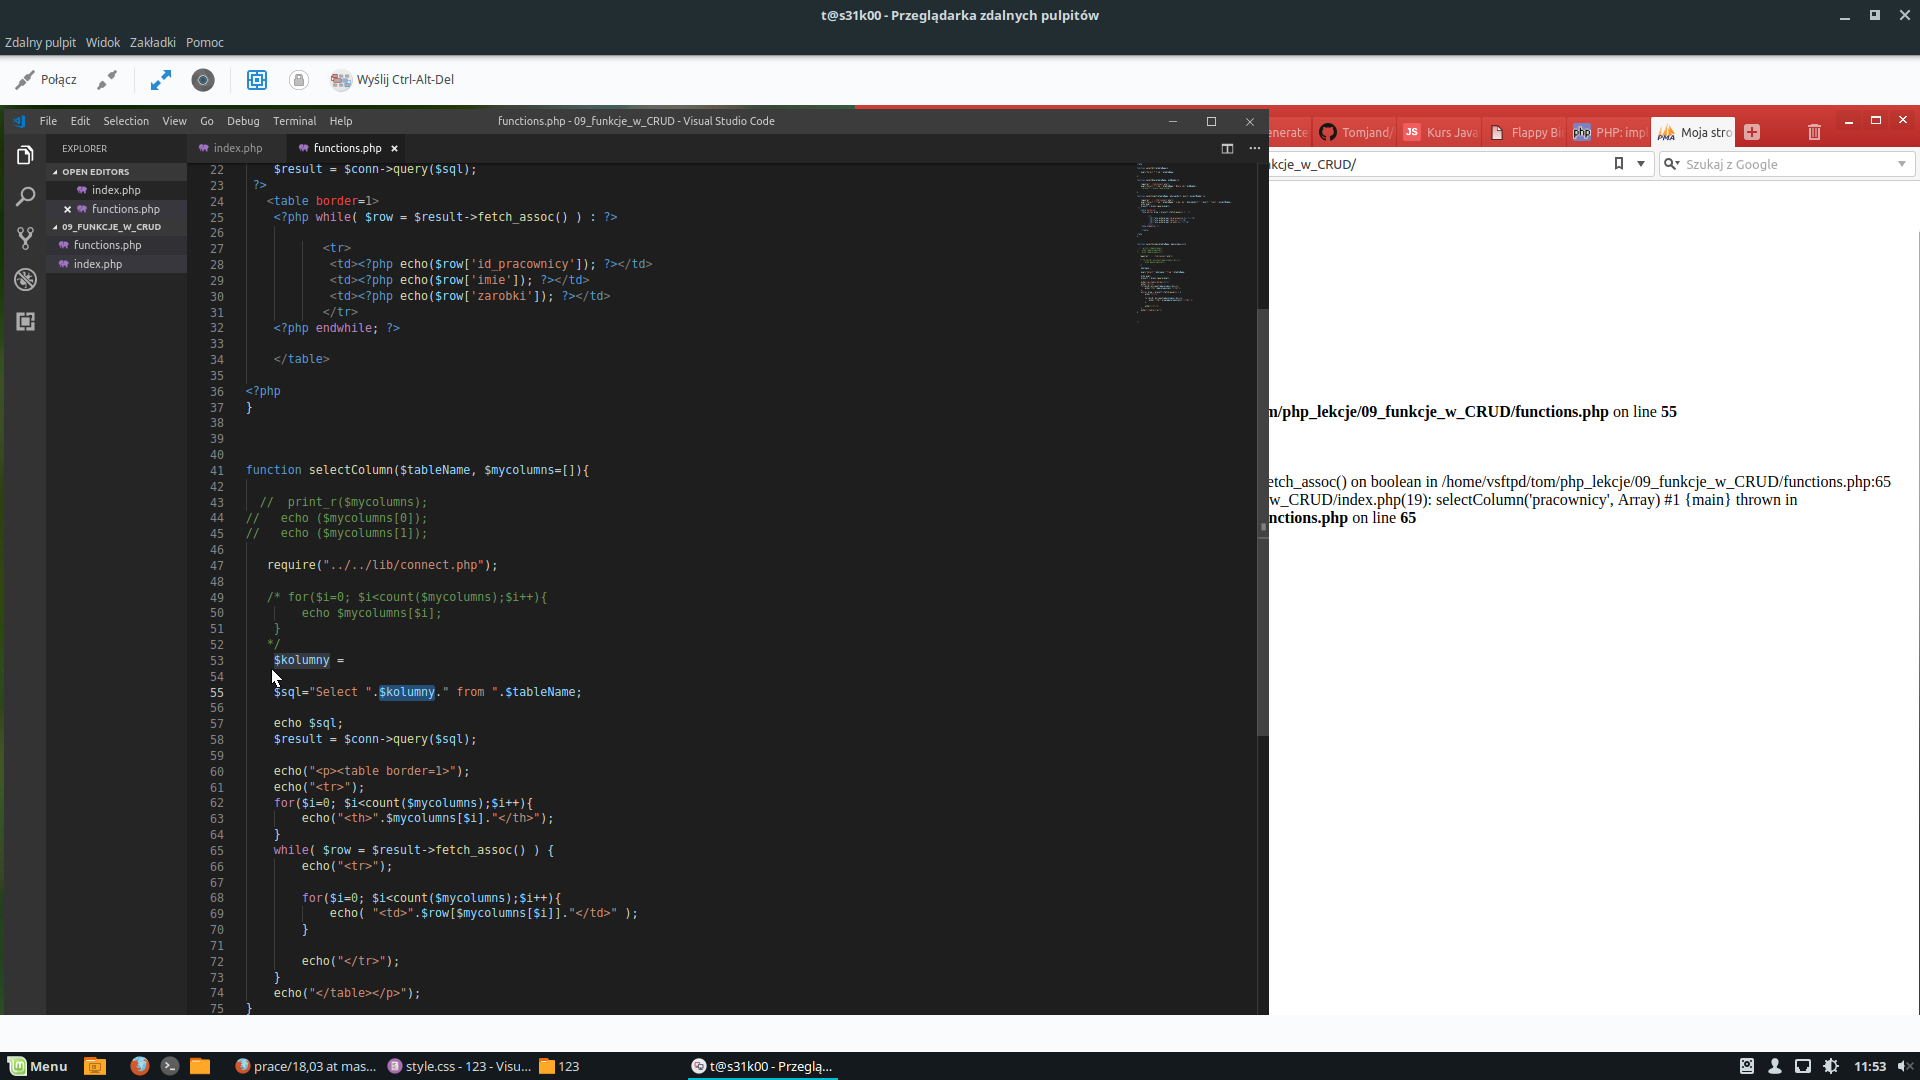 t@s31k00 - Przeglądarka zdalnych pulpitów
Zdalny pulpit Widok Zakładki Pomoc
Połącz Wyślij Ctrl-Alt-Del
File Edit Selection View Go Debug Terminal Help functions.php - 09_funkcje_w_CRUD - Visual Studio Code
enerate Tomjand/ JS Kurs Java Flappy Bi php PHP: imp PMA Moja stro
EXPLORER index.php functions.php
kcje_w_CRUD/ Szukaj z Google
OPEN EDITORS
index.php
functions.php
09_FUNKCJE_W_CRUD
functions.php
index.php
22 $result = $conn->query($sql);
23 ?>
24 <table border=1>
25 <?php while( $row = $result->fetch_assoc() ) : ?>
26
27 <tr>
28 <td><?php echo($row['id_pracownicy']); ?></td>
29 <td><?php echo($row['imie']); ?></td>
30 <td><?php echo($row['zarobki']); ?></td>
31 </tr>
32 <?php endwhile; ?>
33
34 </table>
35
36 <?php
37 }
38
39
40
41 function selectColumn($tableName, $mycolumns=[]){
42
43 // print_r($mycolumns);
44 // echo ($mycolumns[0]);
45 // echo ($mycolumns[1]);
46
47 require("../../lib/connect.php");
48
49 /* for($i=0; $i<count($mycolumns);$i++){
50 echo $mycolumns[$i];
51 }
52 */
53 $kolumny =
54
55 $sql="Select ".$kolumny." from ".$tableName;
56
57 echo $sql;
58 $result = $conn->query($sql);
59
60 echo("<p><table border=1>");
61 echo("<tr>");
62 for($i=0; $i<count($mycolumns);$i++){
63 echo("<th>".$mycolumns[$i]."</th>");
64 }
65 while( $row = $result->fetch_assoc() ) {
66 echo("<tr>");
67
68 for($i=0; $i<count($mycolumns);$i++){
69 echo( "<td>".$row[$mycolumns[$i]]."</td>" );
70 }
71
72 echo("</tr>");
73 }
74 echo("</table></p>");
75 }
m/php_lekcje/09_funkcje_w_CRUD/functions.php on line 55
etch_assoc() on boolean in /home/vsftpd/tom/php_lekcje/09_funkcje_w_CRUD/functions.php:65
w_CRUD/index.php(19): selectColumn('pracownicy', Array) #1 {main} thrown in
nctions.php on line 65
Menu prace/18,03 at mas... style.css - 123 - Visu... 123 t@s31k00 - Przeglą... 11:53